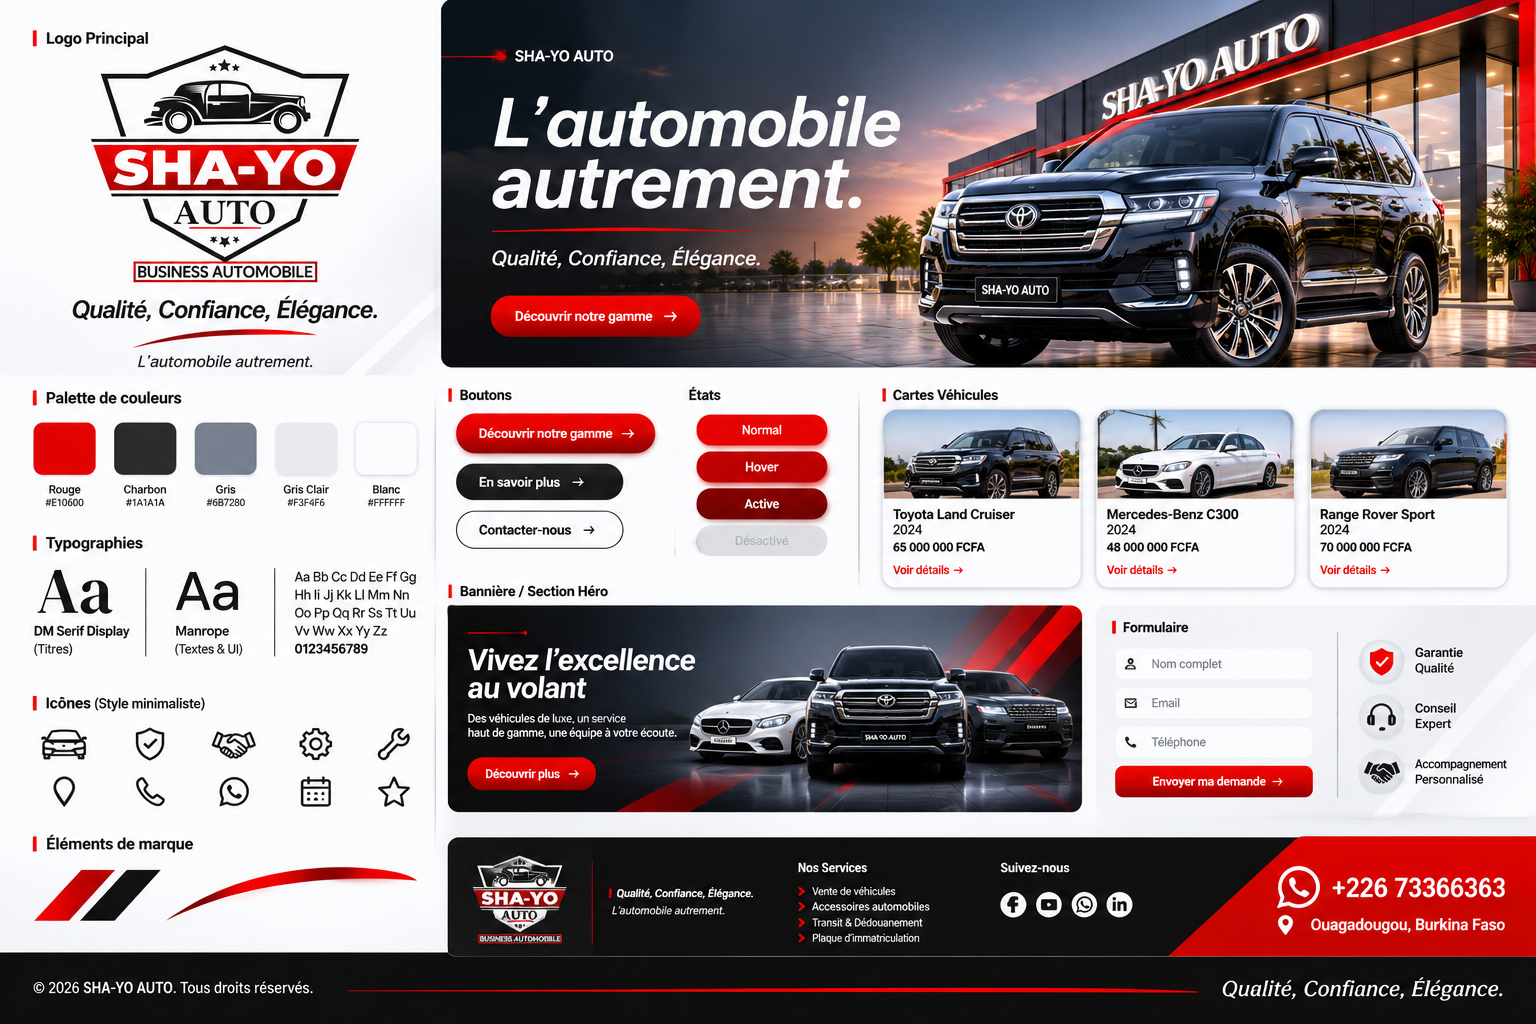 Logo Principal
SHA-YO
AUTO
BUSINESS AUTOMOBILE
Qualité, Confiance, Élégance.
L'automobile autrement.
SHA-YO AUTO
L'automobile
autrement.
Qualité, Confiance, Élégance.
Découvrir notre gamme →
SHA-YO AUTO
SHA-YO AUTO
Palette de couleurs
Rouge
#E10600
Charbon
#1A1A1A
Gris
#6B7280
Gris Clair
#F3F4F6
Blanc
#FFFFFF
Typographies
Aa
DM Serif Display
(Titres)
Aa
Manrope
(Textes & UI)
Aa Bb Cc Dd Ee Ff Gg
Hh Ii Jj Kk Ll Mm Nn
Oo Pp Qq Rr Ss Tt Uu
Vv Ww Xx Yy Zz
0123456789
Icônes (Style minimaliste)
Éléments de marque
Boutons
Découvrir notre gamme →
En savoir plus →
Contacter-nous →
États
Normal
Hover
Active
Désactivé
Cartes Véhicules
Toyota Land Cruiser
2024
65 000 000 FCFA
Voir détails →
Mercedes-Benz C300
2024
48 000 000 FCFA
Voir détails →
Range Rover Sport
2024
70 000 000 FCFA
Voir détails →
Bannière / Section Héro
Vivez l'excellence
au volant
Des véhicules de luxe, un service
haut de gamme, une équipe à votre écoute.
Découvrir plus →
SHA-YO AUTO
Formulaire
Nom complet
Email
Téléphone
Envoyer ma demande →
Garantie
Qualité
Conseil
Expert
Accompagnement
Personnalisé
SHA-YO
AUTO
BUSINESS AUTOMOBILE
Qualité, Confiance, Élégance.
L'automobile autrement.
Nos Services
Vente de véhicules
Accessoires automobiles
Transit & Dédouanement
Plaque d'immatriculation
Suivez-nous
+226 73366363
Ouagadougou, Burkina Faso
© 2026 SHA-YO AUTO. Tous droits réservés.
Qualité, Confiance, Élégance.